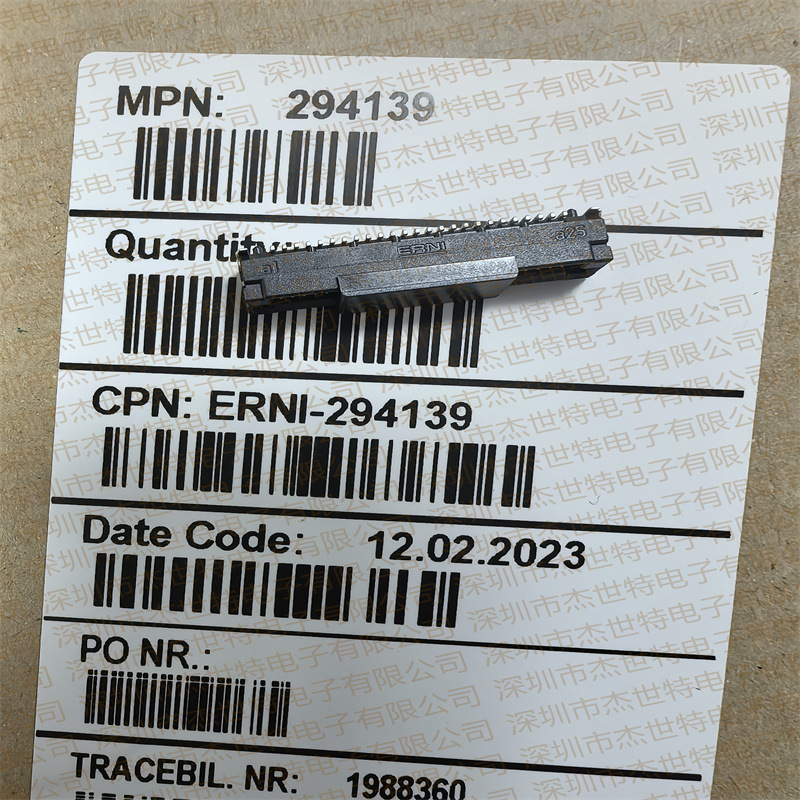 MPN: 294139
Quantity:
a1 ERNI a25
CPN: ERNI-294139
Date Code: 12.02.2023
PO NR.:
TRACEBIL. NR: 1988360
深圳市杰世特电子有限公司